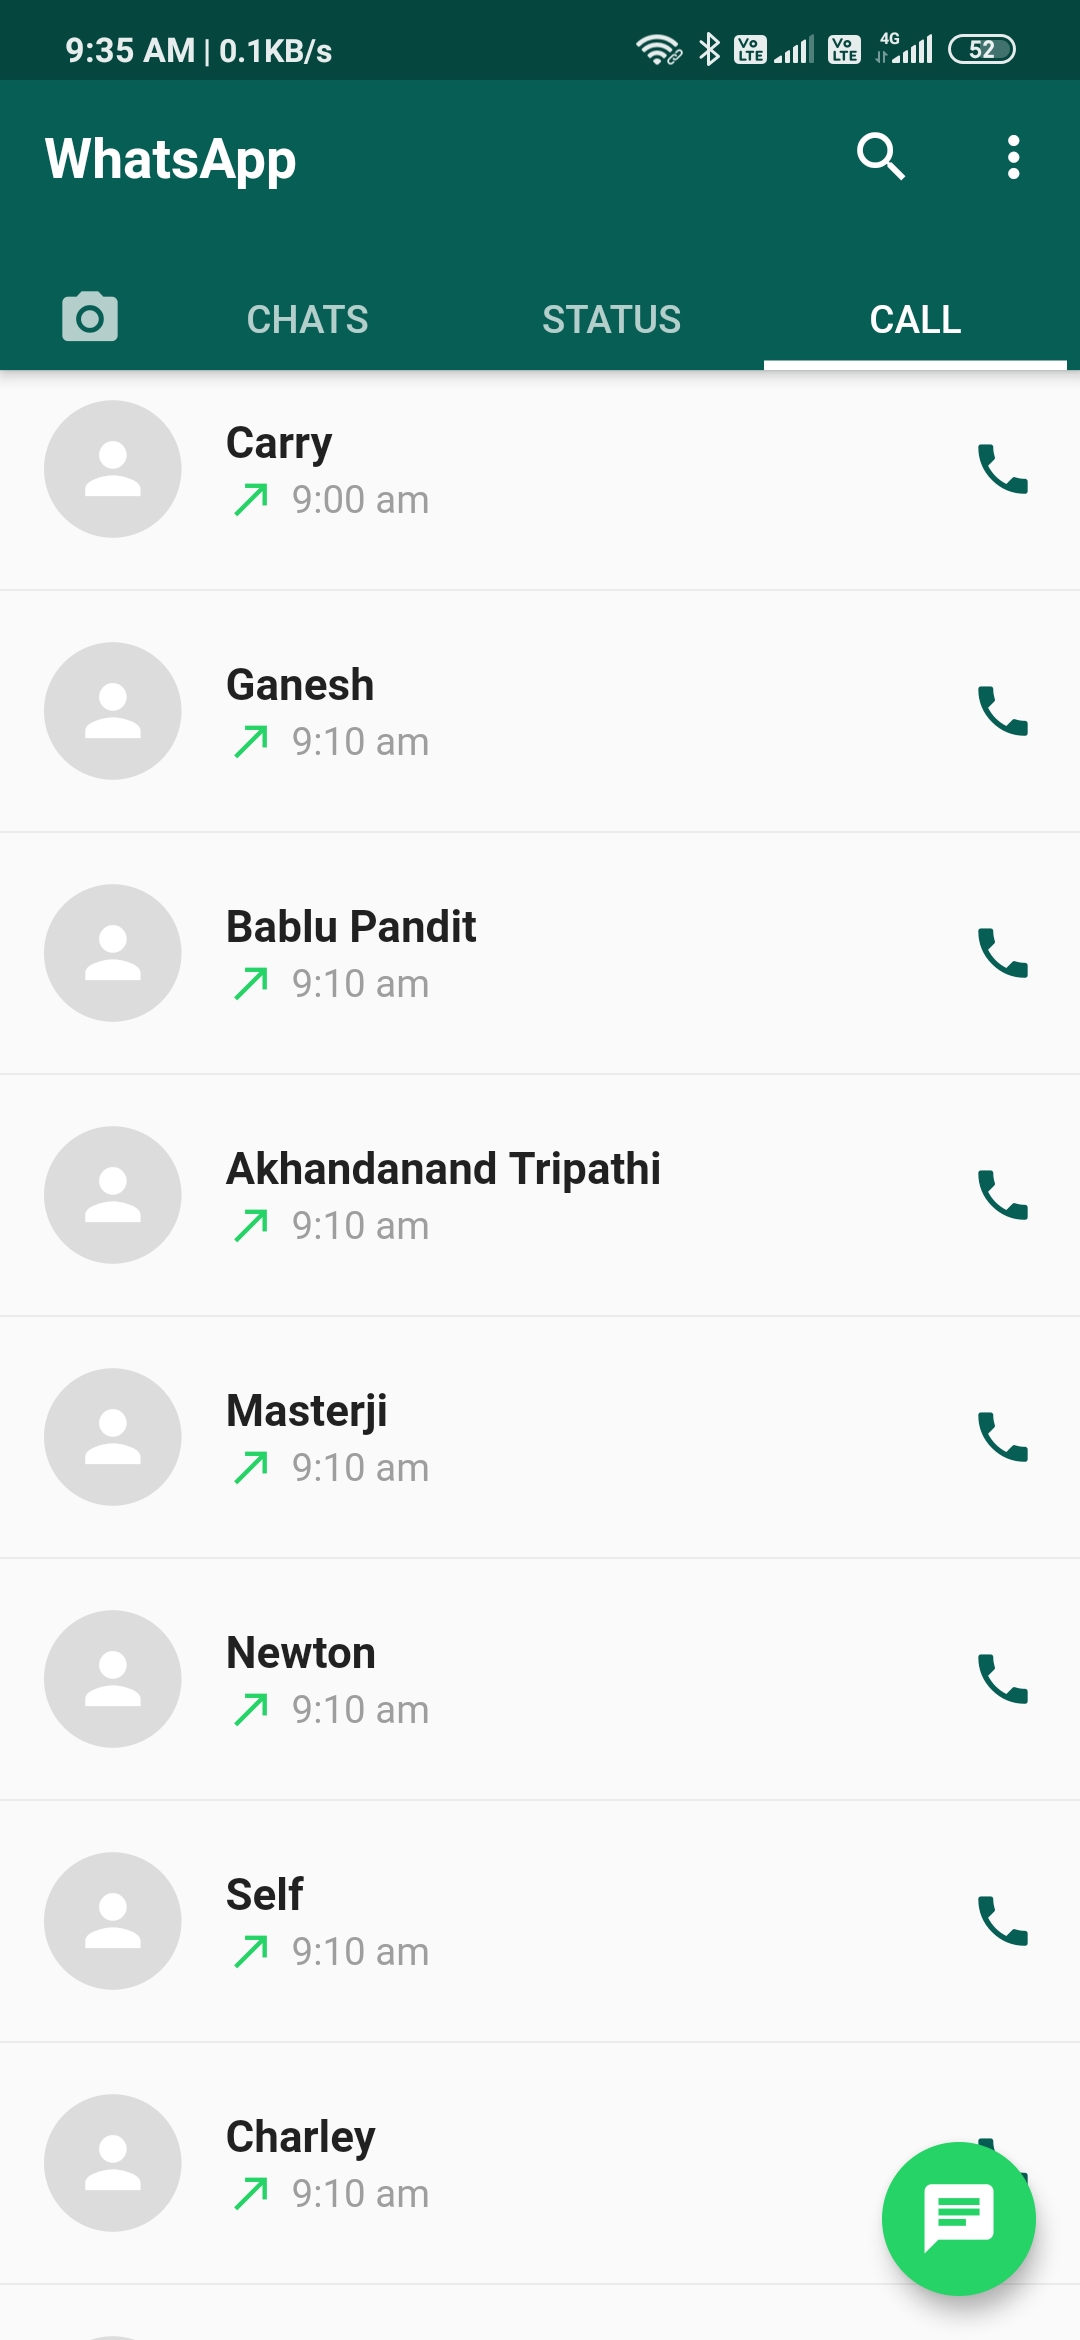 9:35 AM | 0.1KB/s Vo LTE Vo LTE 4G 52
WhatsApp
CHATS STATUS CALL
Carry
9:00 am
Ganesh
9:10 am
Bablu Pandit
9:10 am
Akhandanand Tripathi
9:10 am
Masterji
9:10 am
Newton
9:10 am
Self
9:10 am
Charley
9:10 am